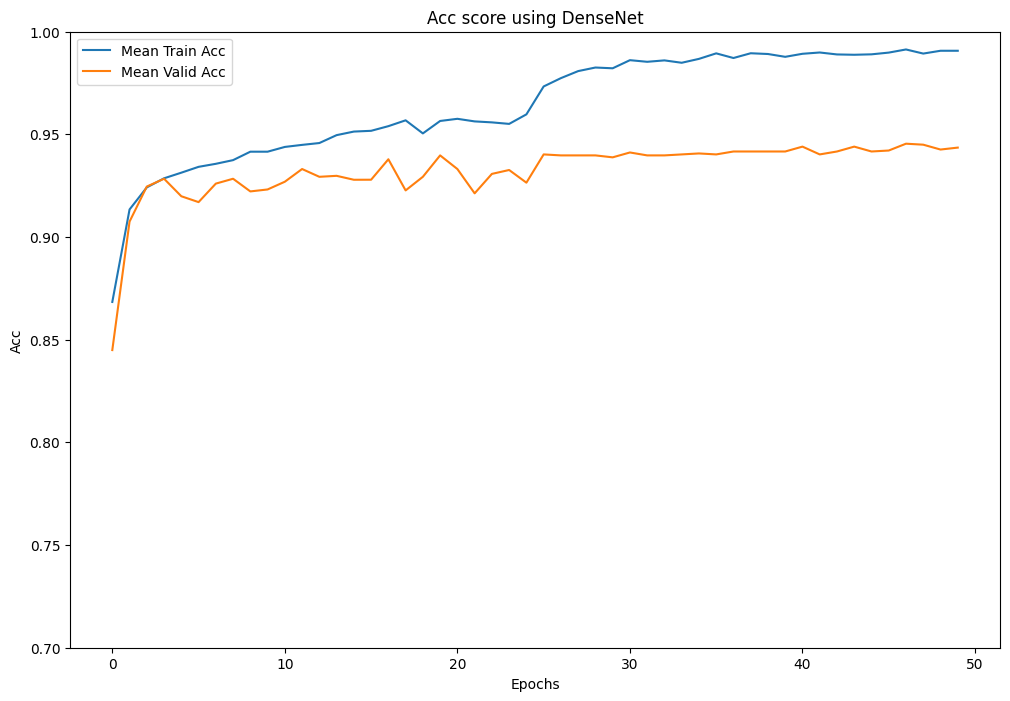 Acc score using DenseNet
Mean Train Acc
Mean Valid Acc
Acc
1.00
0.95
0.90
0.85
0.80
0.75
0.70
0 10 20 30 40 50
Epochs